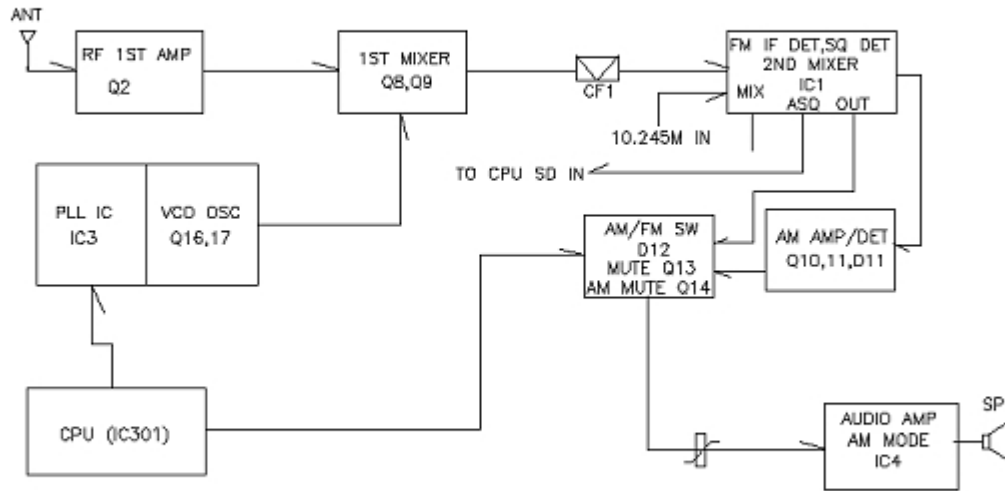 ANT
RF 1ST AMP
Q2
1ST MIXER
Q8,Q9
CF1
FM IF DET,SQ DET
2ND MIXER
IC1
MIX
ASQ OUT
10.245M IN
TO CPU SD IN
PLL IC
IC3
VCO OSC
Q16,17
AM/FM SW
D12
MUTE Q13
AM MUTE Q14
AM AMP/DET
Q10,11,D11
CPU (IC301)
AUDIO AMP
AM MODE
IC4
SP